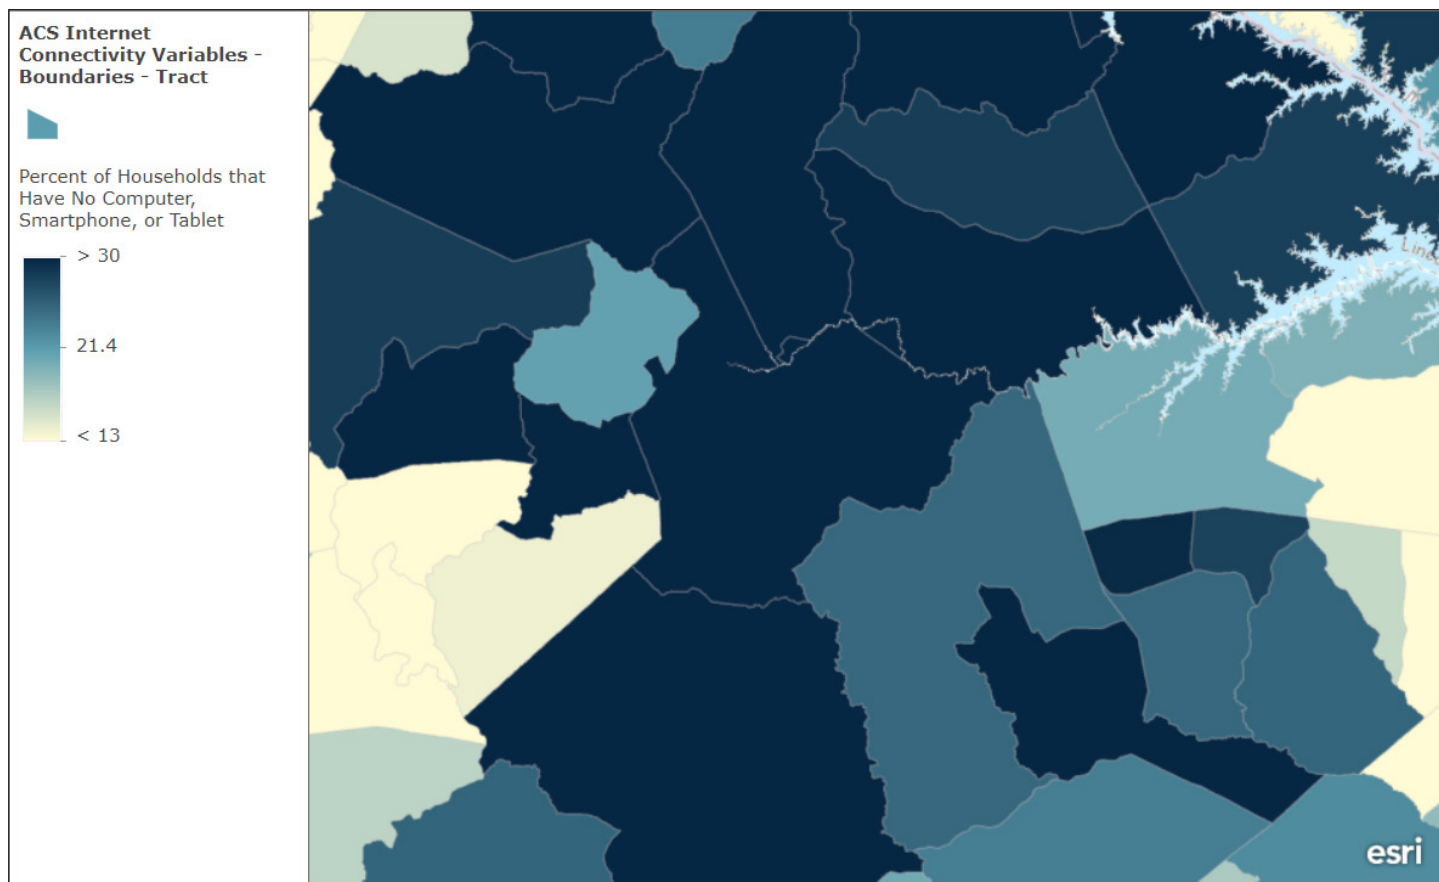 ACS Internet
Connectivity Variables -
Boundaries - Tract
Percent of Households that
Have No Computer,
Smartphone, or Tablet
> 30
21.4
< 13
esri